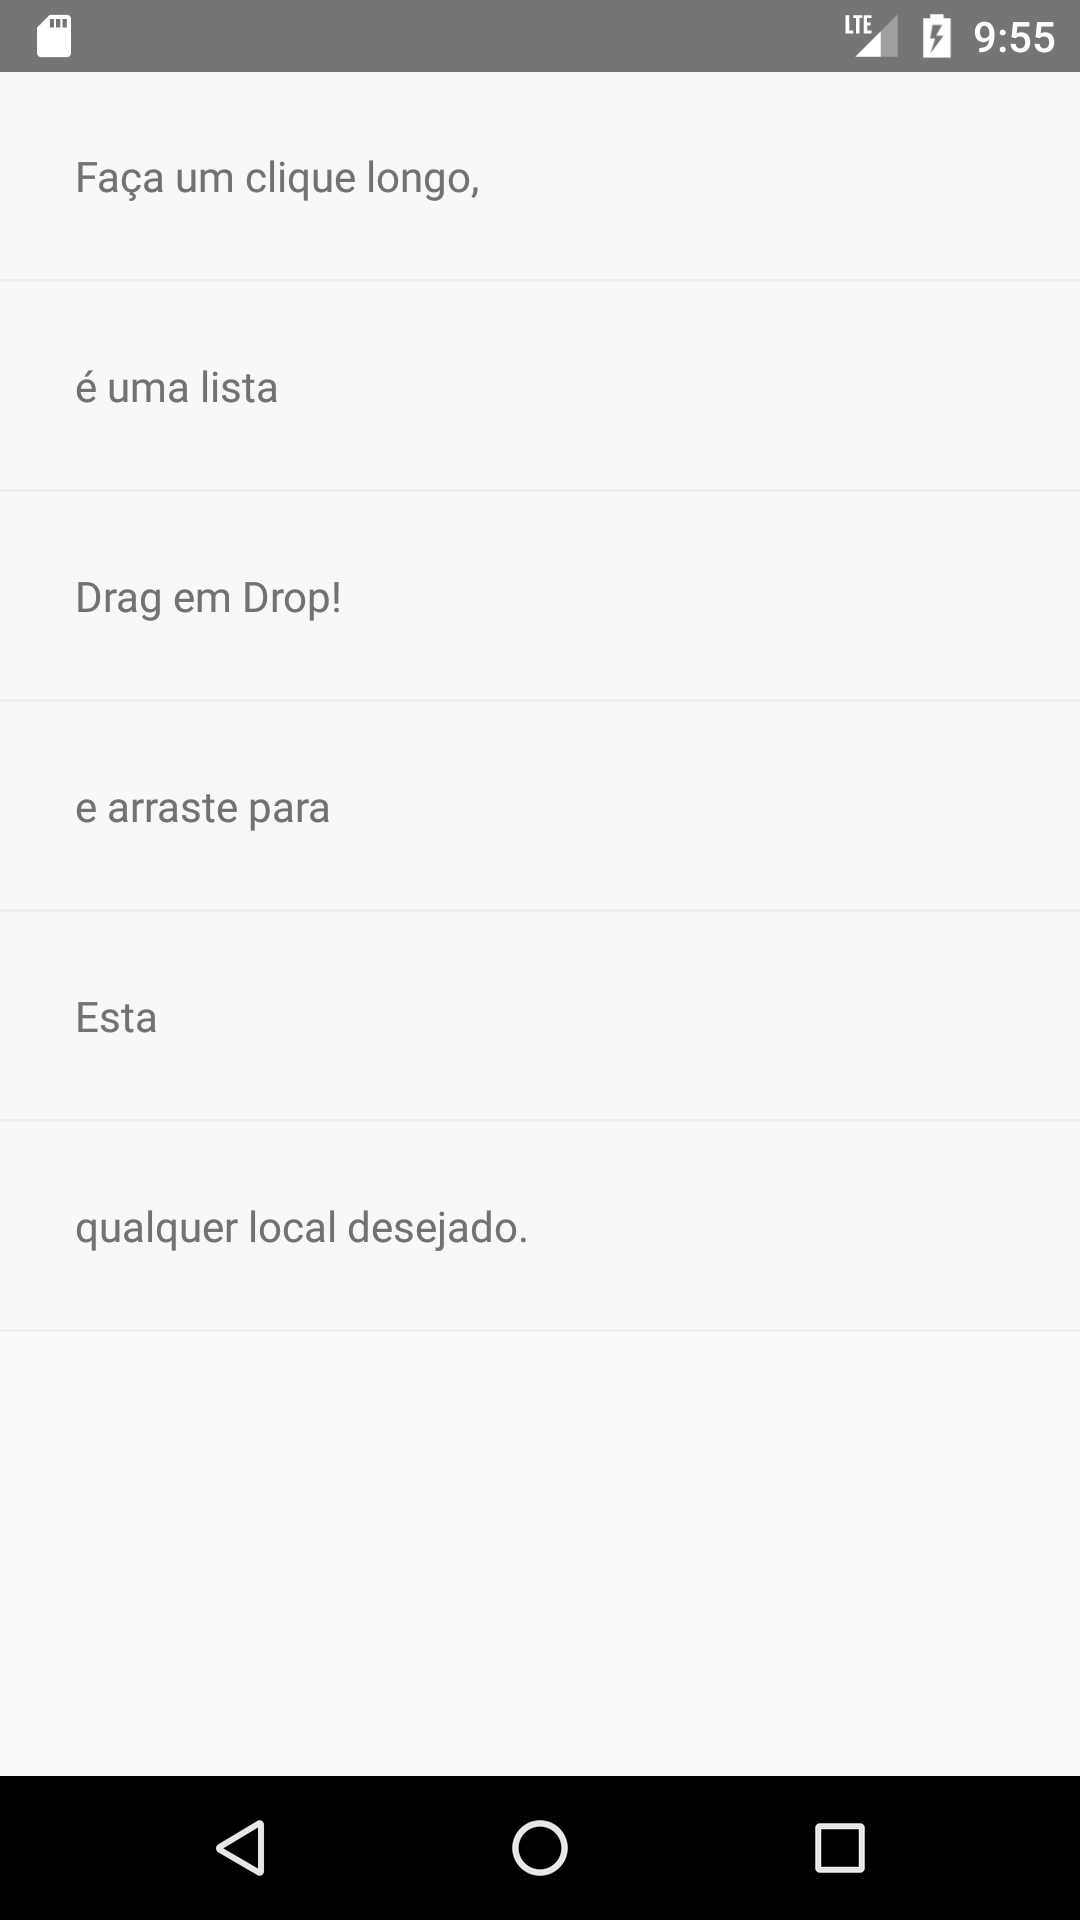 LTE 9:55
Faça um clique longo,
é uma lista
Drag em Drop!
e arraste para
Esta
qualquer local desejado.